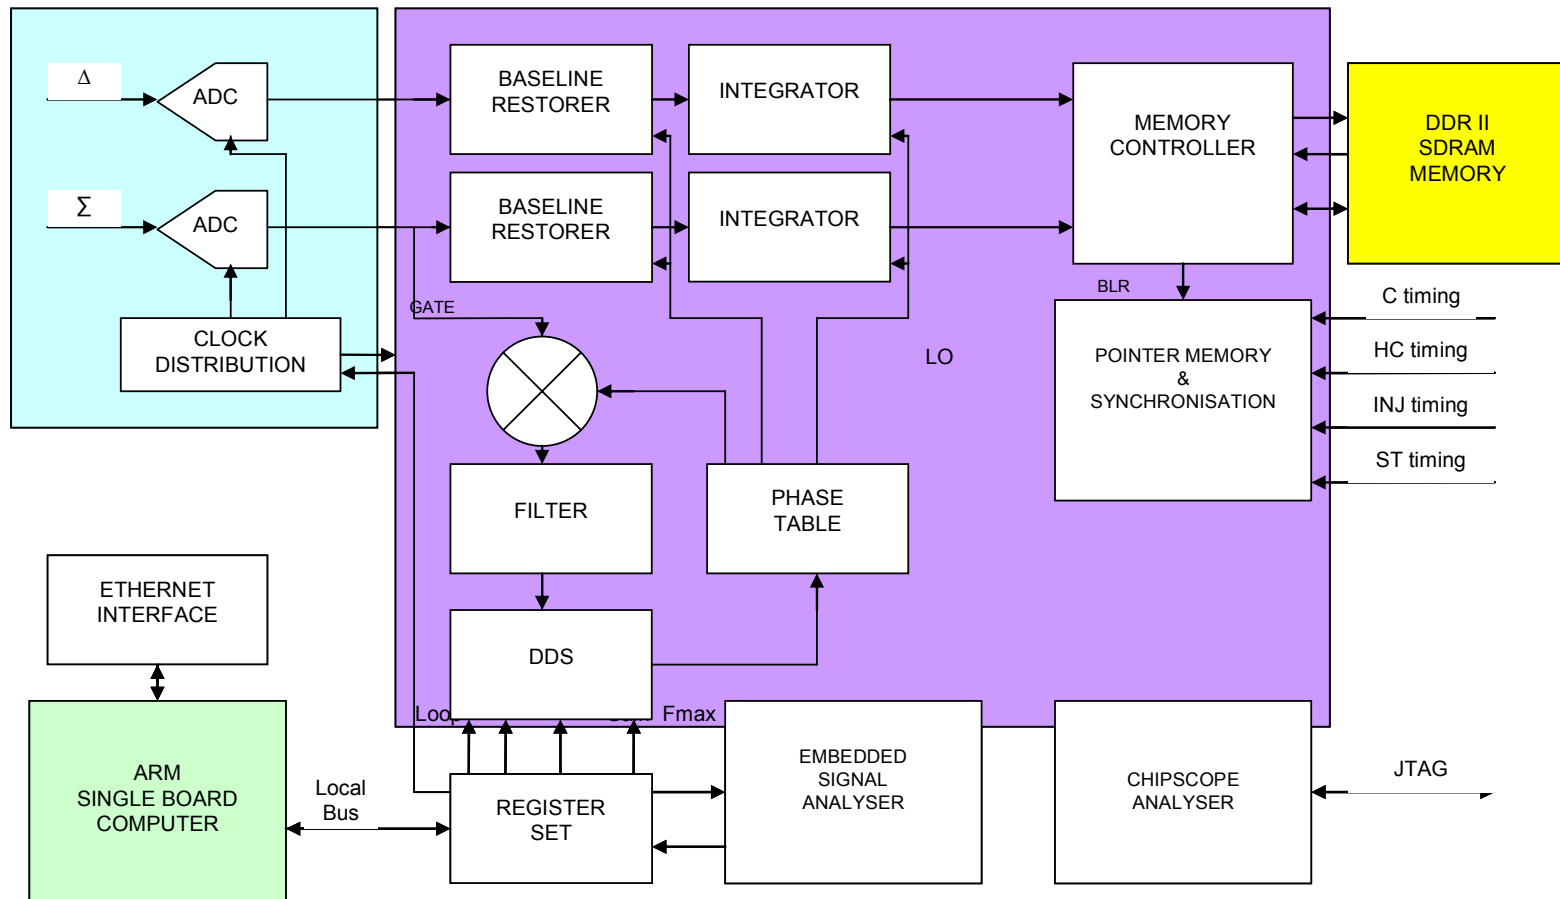 Δ
ADC
BASELINE
RESTORER
INTEGRATOR
MEMORY
CONTROLLER
DDR II
SDRAM
MEMORY
Σ
ADC
BASELINE
RESTORER
INTEGRATOR
GATE
BLR
C timing
CLOCK
DISTRIBUTION
LO
POINTER MEMORY
&
SYNCHRONISATION
HC timing
INJ timing
ST timing
FILTER
PHASE
TABLE
ETHERNET
INTERFACE
DDS
Loop
Fmax
ARM
SINGLE BOARD
COMPUTER
Local
Bus
REGISTER
SET
EMBEDDED
SIGNAL
ANALYSER
CHIPSCOPE
ANALYSER
JTAG